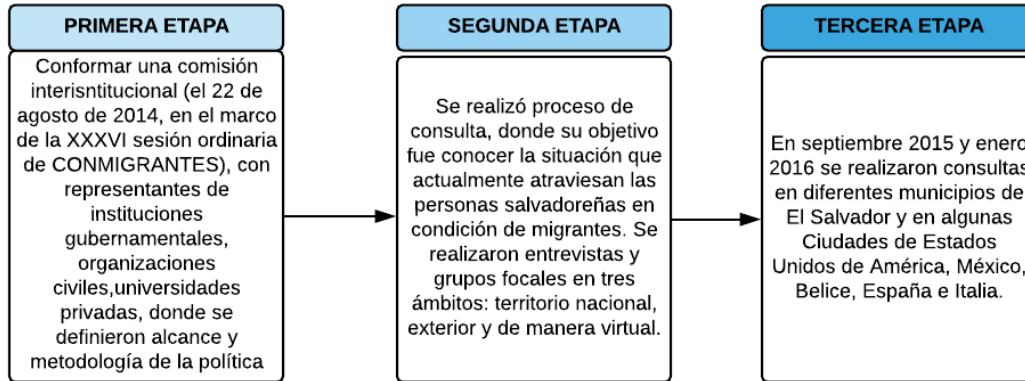 PRIMERA ETAPA
Conformar una comisión
interisntitucional (el 22 de
agosto de 2014, en el marco
de la XXXVI sesión ordinaria
de CONMIGRANTES), con
representantes de
instituciones
gubernamentales,
organizaciones
civiles,universidades
privadas, donde se
definieron alcance y
metodología de la política
SEGUNDA ETAPA
Se realizó proceso de
consulta, donde su objetivo
fue conocer la situación que
actualmente atraviesan las
personas salvadoreñas en
condición de migrantes. Se
realizaron entrevistas y
grupos focales en tres
ámbitos: territorio nacional,
exterior y de manera virtual.
TERCERA ETAPA
En septiembre 2015 y enero
2016 se realizaron consultas
en diferentes municipios de
El Salvador y en algunas
Ciudades de Estados
Unidos de América, México,
Belice, España e Italia.